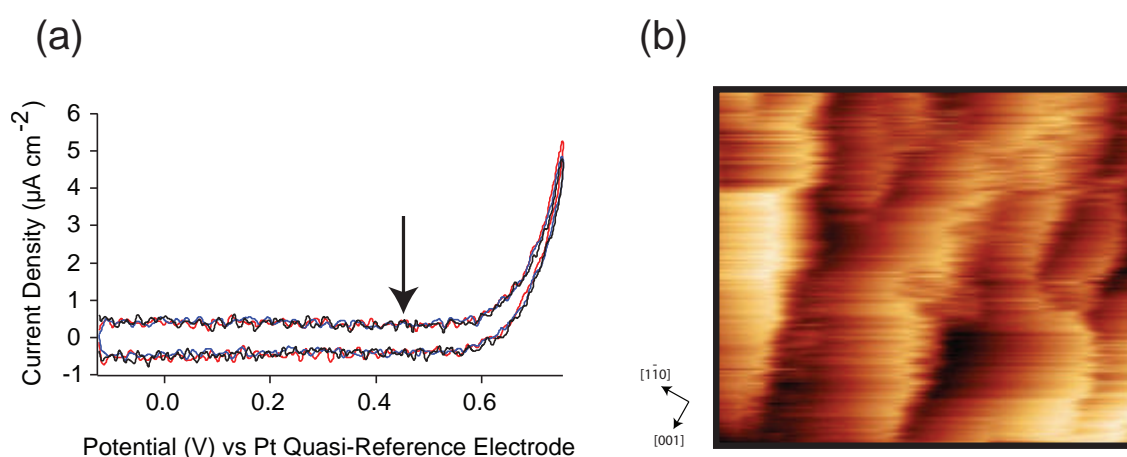 (a)
(b)
Current Density (µA cm-2)
6
5
4
3
2
1
0
-1
0.0 0.2 0.4 0.6
Potential (V) vs Pt Quasi-Reference Electrode
[11̅0]
[001]